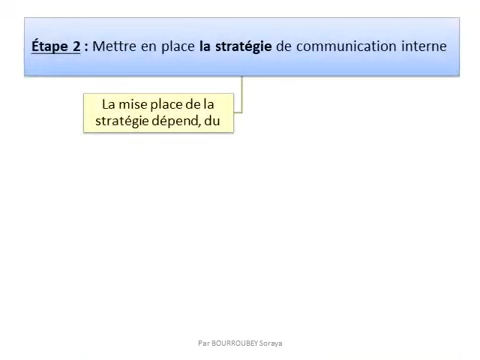 Étape 2 : Mettre en place la stratégie de communication interne
La mise place de la
stratégie dépend, du
Par BOURROUBEY Soraya